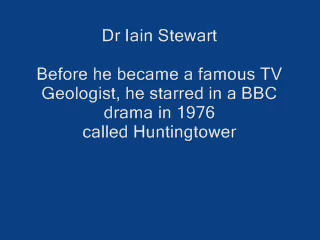 Dr Iain Stewart
Before he became a famous TV
Geologist, he starred in a BBC
drama in 1976
called Huntingtower